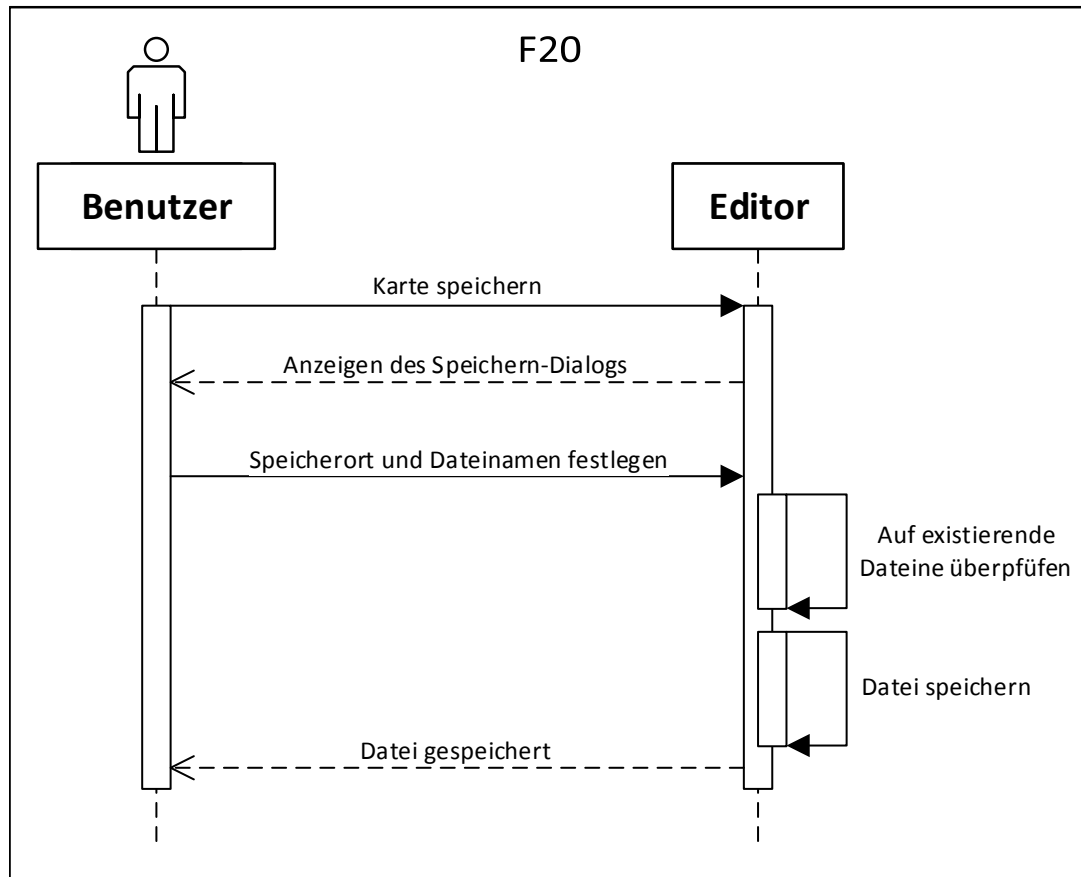 F20
Benutzer
Editor
Karte speichern
Anzeigen des Speichern-Dialogs
Speicherort und Dateinamen festlegen
Auf existierende
Dateine überpfüfen
Datei speichern
Datei gespeichert